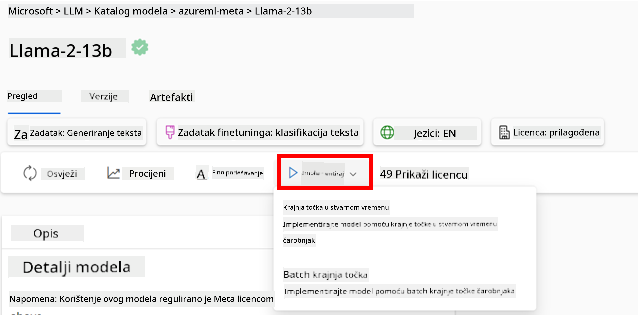 Microsoft > LLM > Katalog modela > azureml-meta > Llama-2-13b
Llama-2-13b
Pregled Verzije Artefakti
Za Zadatak: Generiranje teksta Zadatak finetuninga: klasifikacija teksta Jezici: EN Licenca: prilagođena
Osvježi Procijeni A Fino podešavanje Implementiraj 49 Prikaži licencu
Krajnja točka u stvarnom vremenu
Implementirajte model pomoću krajnje točke u stvarnom vremenu
čarobnjak
Opis
Batch krajnja točka
Detalji modela
Implementirajte model pomoću batch krajnje točke čarobnjaka
Napomena: Korištenje ovog modela regulirano je Meta licencom